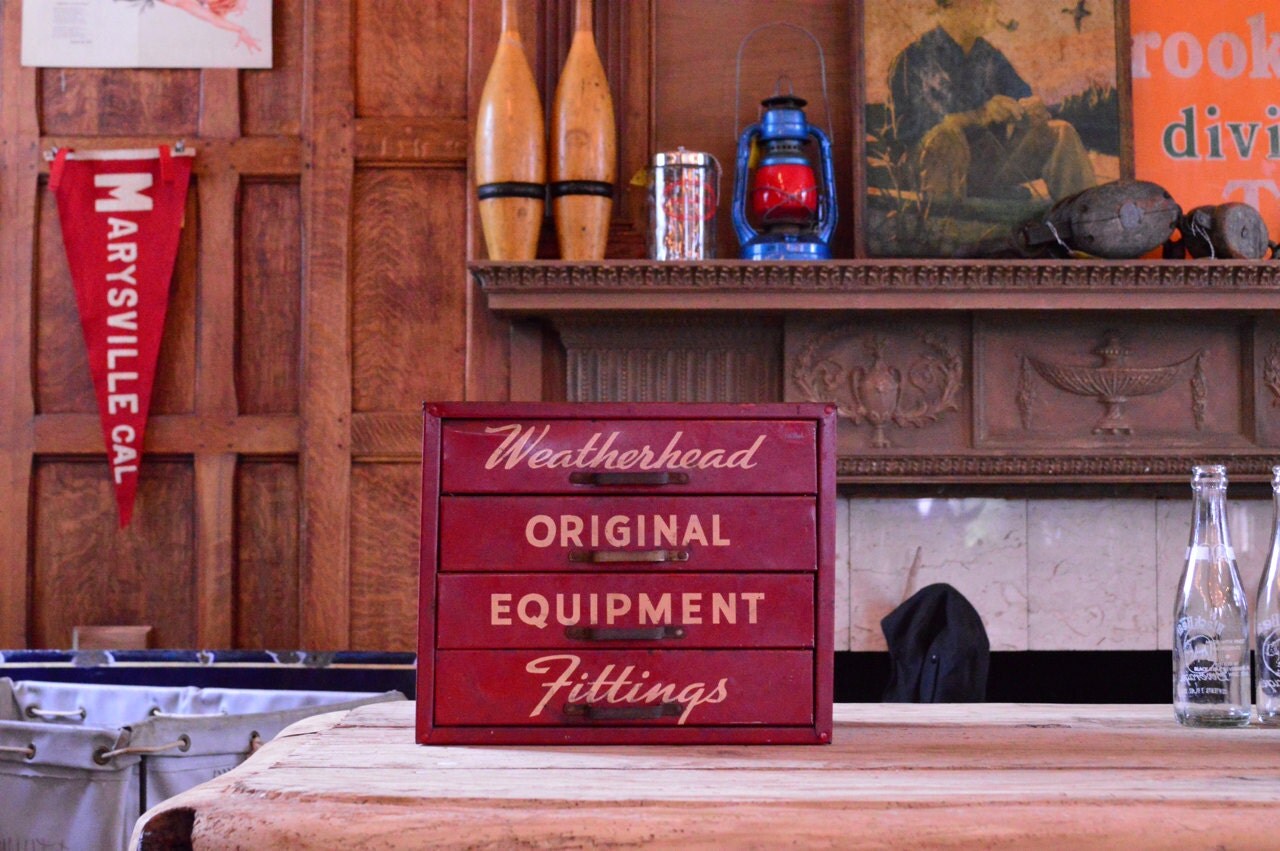 MARYSVILLE CAL
rook
divi
T
Weatherhead
ORIGINAL
EQUIPMENT
Fittings